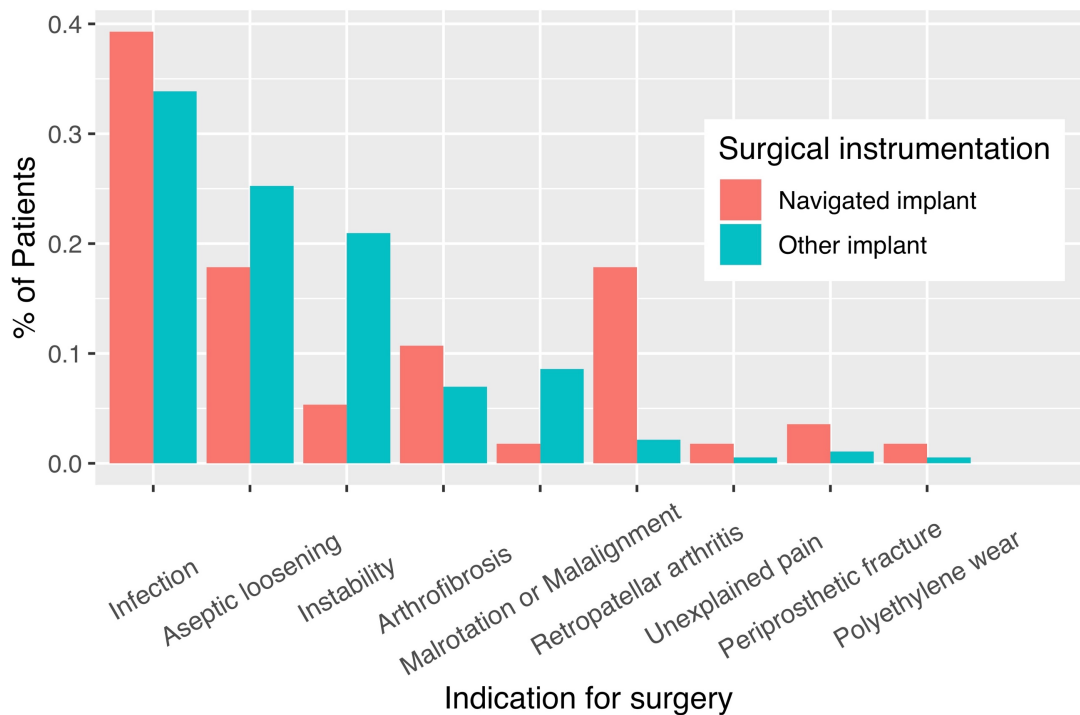 0.4
0.3
0.2
0.1
0.0
% of Patients
Surgical instrumentation
Navigated implant
Other implant
Infection
Aseptic loosening
Instability
Arthrofibrosis
Malrotation or Malalignment
Retropatellar arthritis
Unexplained pain
Periprosthetic fracture
Polyethylene wear
Indication for surgery